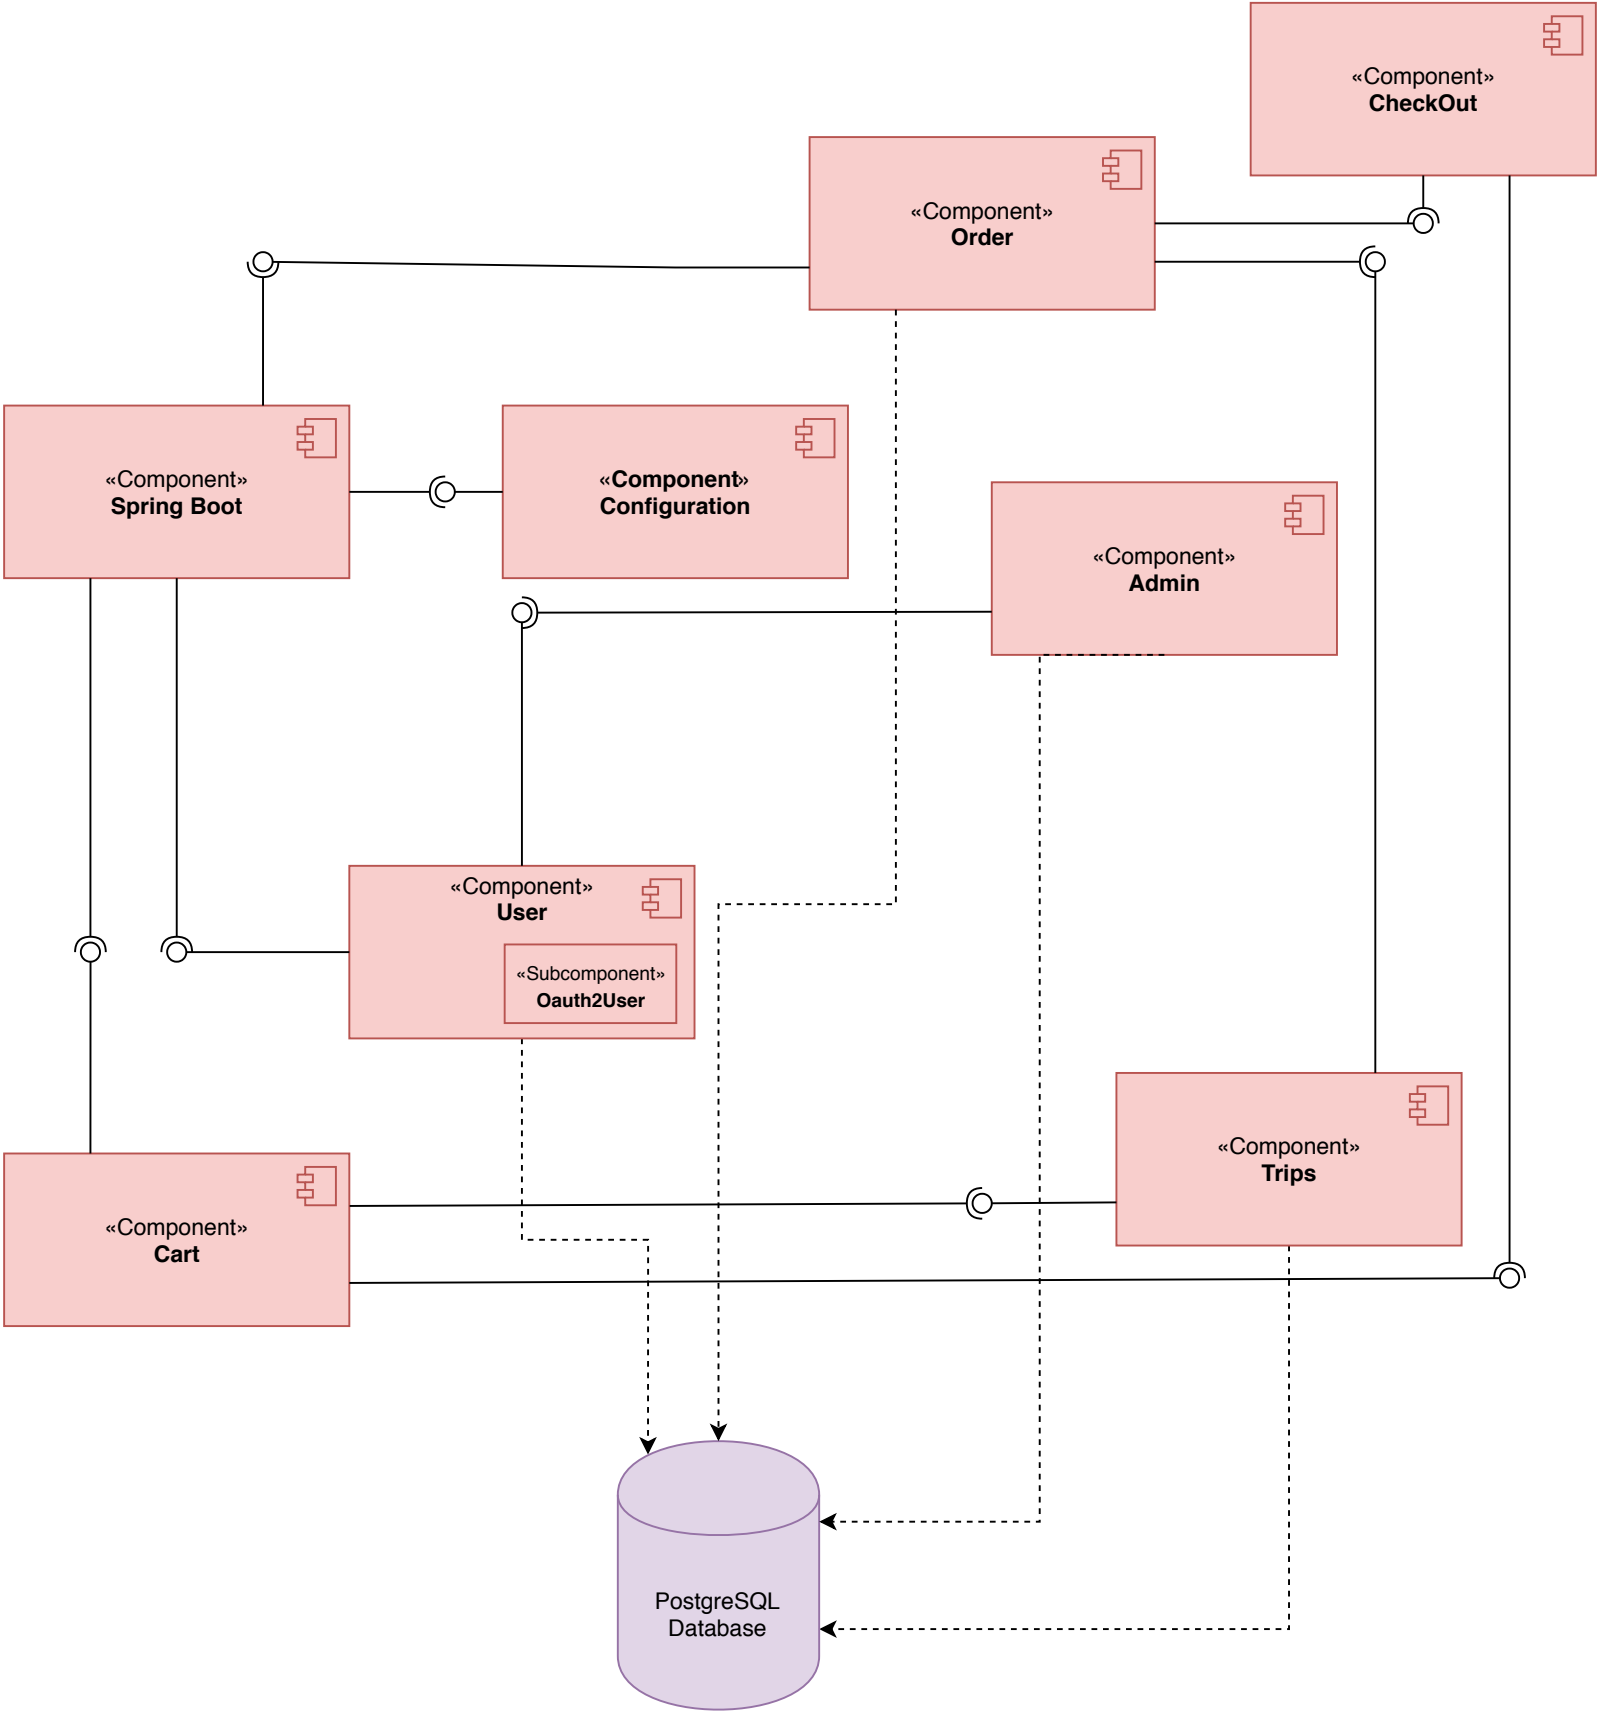 «Component»
CheckOut
«Component»
Order
«Component»
Spring Boot
«Component»
Configuration
«Component»
Admin
«Component»
User
«Subcomponent»
Oauth2User
«Component»
Trips
«Component»
Cart
PostgreSQL
Database